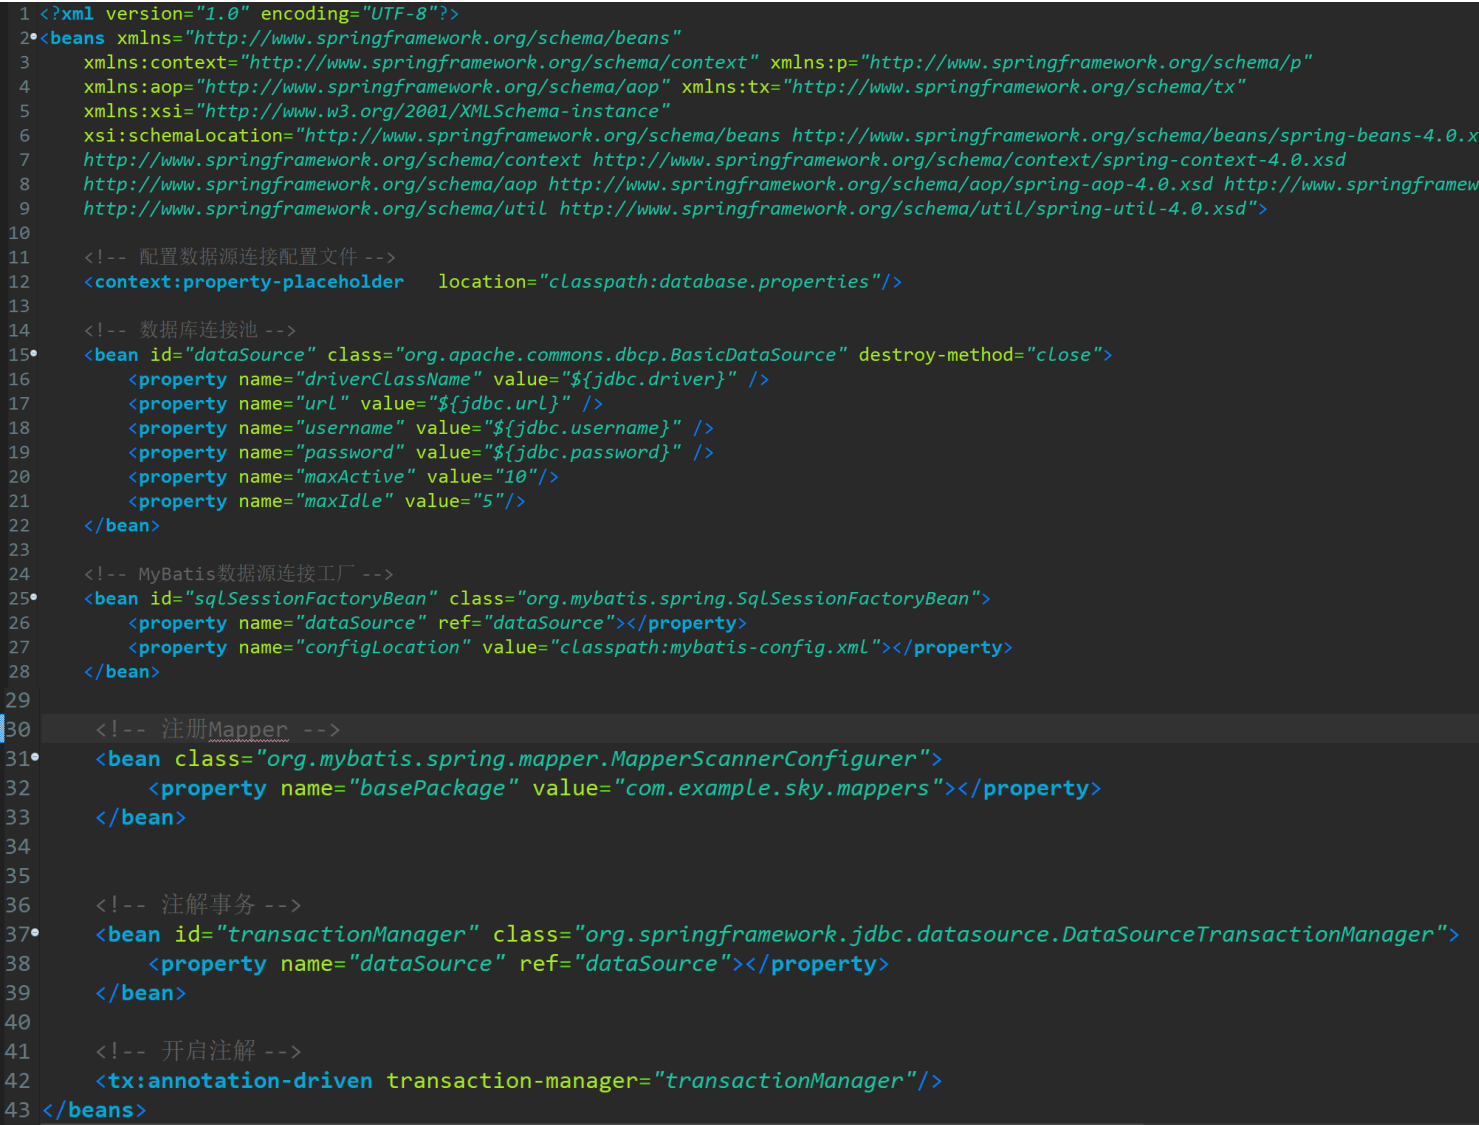 1 <?xml version="1.0" encoding="UTF-8"?>
2 <beans xmlns="http://www.springframework.org/schema/beans"
3 xmlns:context="http://www.springframework.org/schema/context" xmlns:p="http://www.springframework.org/schema/p"
4 xmlns:aop="http://www.springframework.org/schema/aop" xmlns:tx="http://www.springframework.org/schema/tx"
5 xmlns:xsi="http://www.w3.org/2001/XMLSchema-instance"
6 xsi:schemaLocation="http://www.springframework.org/schema/beans http://www.springframework.org/schema/beans/spring-beans-4.0.x
7 http://www.springframework.org/schema/context http://www.springframework.org/schema/context/spring-context-4.0.xsd
8 http://www.springframework.org/schema/aop http://www.springframework.org/schema/aop/spring-aop-4.0.xsd http://www.springframew
9 http://www.springframework.org/schema/util http://www.springframework.org/schema/util/spring-util-4.0.xsd">
10
11 <!-- 配置数据源连接配置文件 -->
12 <context:property-placeholder location="classpath:database.properties"/>
13
14 <!-- 数据库连接池 -->
15 <bean id="dataSource" class="org.apache.commons.dbcp.BasicDataSource" destroy-method="close">
16 <property name="driverClassName" value="${jdbc.driver}" />
17 <property name="url" value="${jdbc.url}" />
18 <property name="username" value="${jdbc.username}" />
19 <property name="password" value="${jdbc.password}" />
20 <property name="maxActive" value="10"/>
21 <property name="maxIdle" value="5"/>
22 </bean>
23
24 <!-- MyBatis数据源连接工厂 -->
25 <bean id="sqlSessionFactoryBean" class="org.mybatis.spring.SqlSessionFactoryBean">
26 <property name="dataSource" ref="dataSource"></property>
27 <property name="configLocation" value="classpath:mybatis-config.xml"></property>
28 </bean>
29
30 <!-- 注册Mapper -->
31 <bean class="org.mybatis.spring.mapper.MapperScannerConfigurer">
32 <property name="basePackage" value="com.example.sky.mappers"></property>
33 </bean>
34
35
36 <!-- 注解事务 -->
37 <bean id="transactionManager" class="org.springframework.jdbc.datasource.DataSourceTransactionManager">
38 <property name="dataSource" ref="dataSource"></property>
39 </bean>
40
41 <!-- 开启注解 -->
42 <tx:annotation-driven transaction-manager="transactionManager"/>
43 </beans>